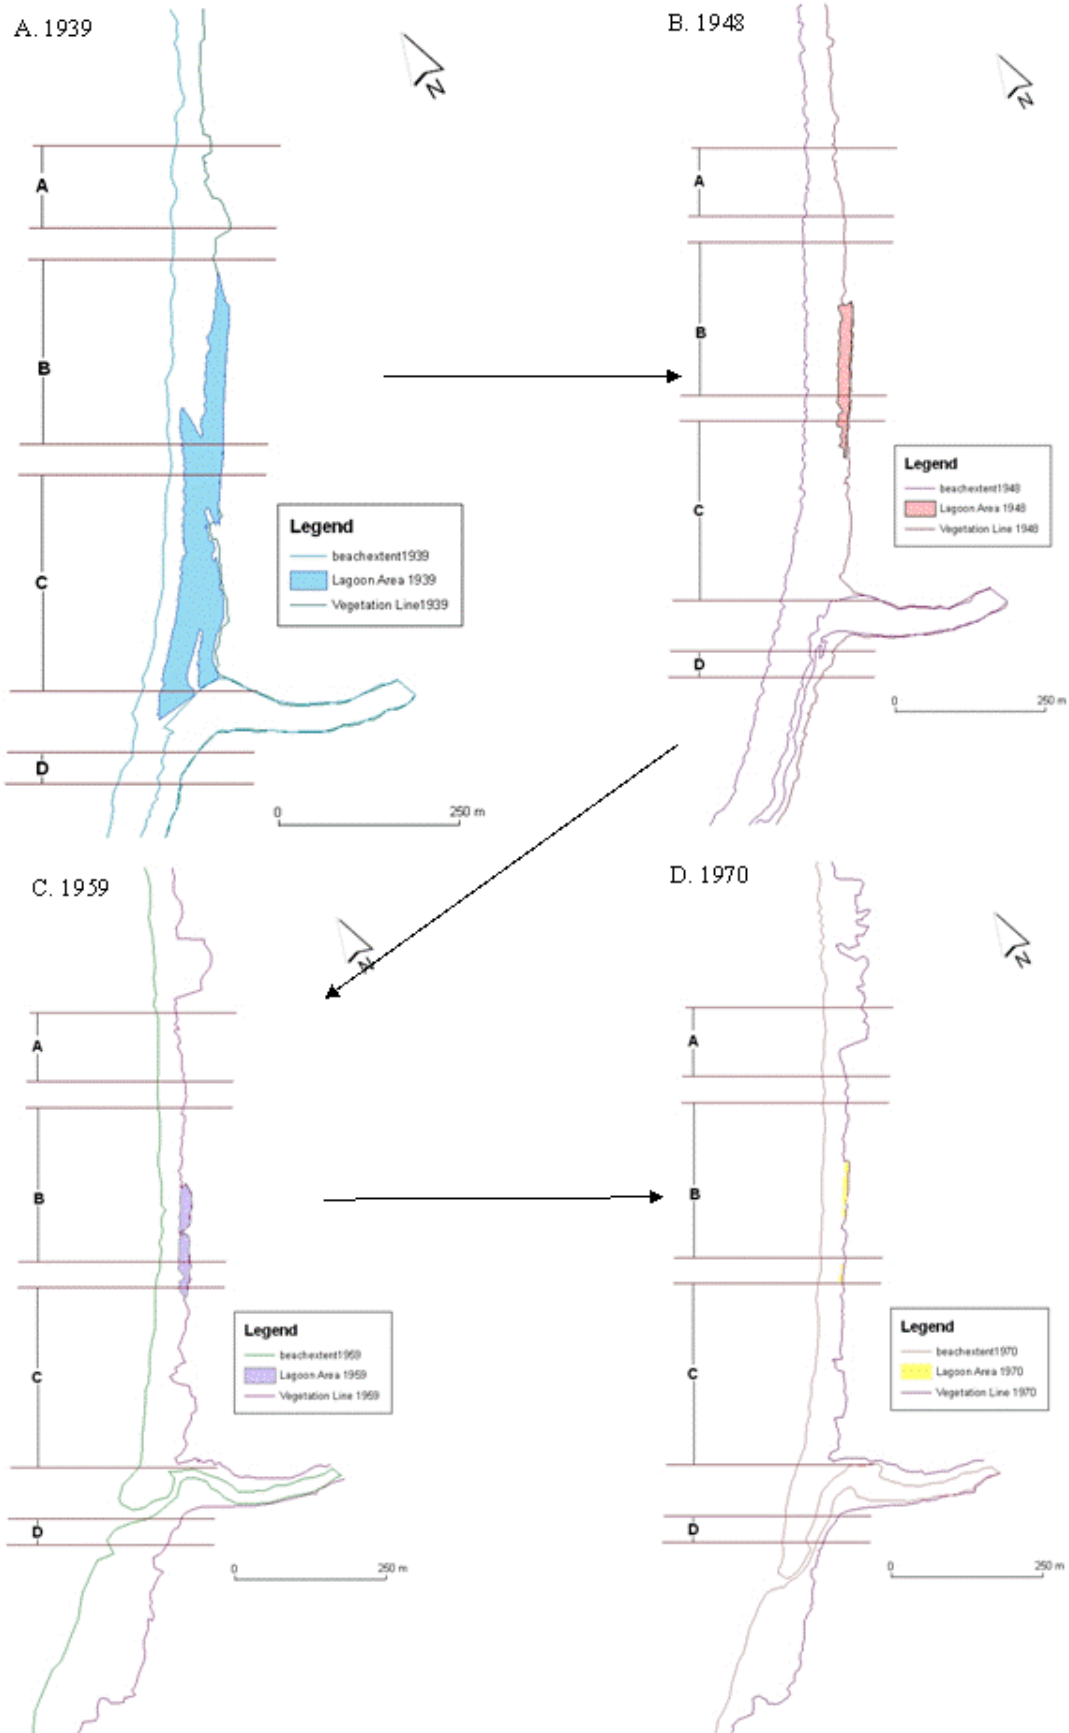 A. 1939
N
A
B
C
D
Legend
beachextent1939
Lagoon Area 1939
Vegetation Line1939
0 250 m
B. 1948
N
A
B
C
D
Legend
beachextent1948
Lagoon Area 1948
Vegetation Line 1948
0 250 m
C. 1959
N
A
B
C
D
Legend
beachextent1959
Lagoon Area 1959
Vegetation Line 1959
0 250 m
D. 1970
N
A
B
C
D
Legend
beachextent1970
Lagoon Area 1970
Vegetation Line 1970
0 250 m